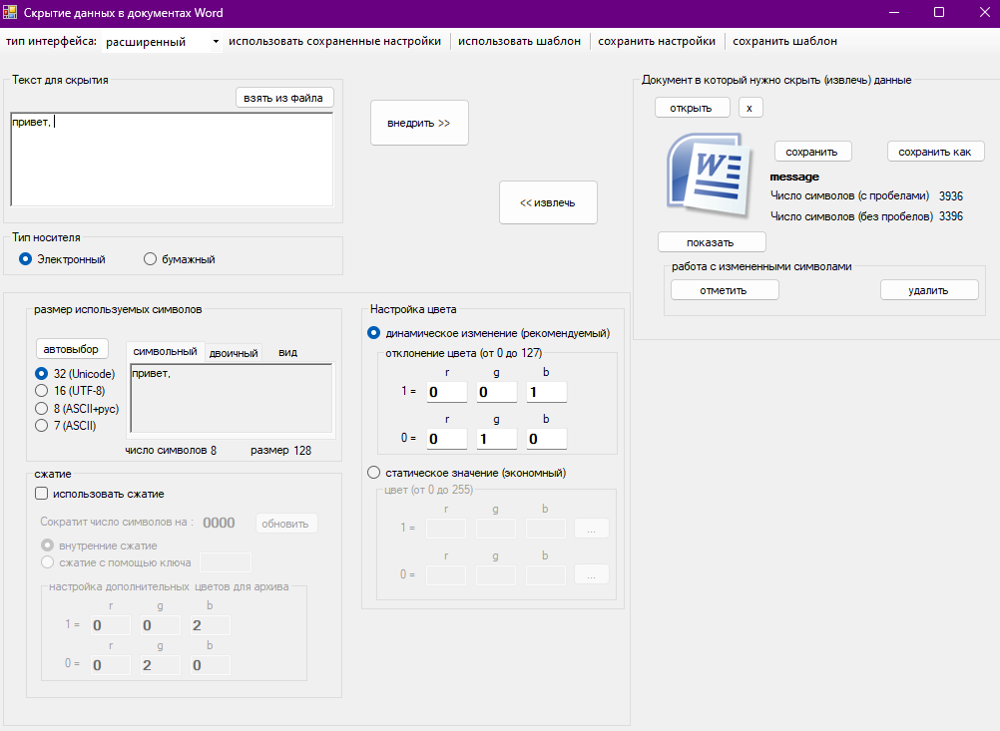 Скрытие данных в документах Word
тип интерфейса: расширенный использовать сохраненные настройки использовать шаблон сохранить настройки сохранить шаблон
Текст для скрытия
взять из файла
привет,
внедрить >>
<< извлечь
Тип носителя
Электронный бумажный
Документ в который нужно скрыть (извлечь) данные
открыть x
сохранить сохранить как
message
Число символов (с пробелами) 3936
Число символов (без пробелов) 3396
показать
работа с измененными символами
отметить удалить
размер используемых символов
автовыбор
символьный двоичный вид
32 (Unicode)
16 (UTF-8)
8 (ASCII+рус)
7 (ASCII)
привет,
число символов 8 размер 128
сжатие
использовать сжатие
Сократит число символов на : 0000 обновить
внутренние сжатие
сжатие с помощью ключа
настройка дополнительных цветов для архива
r g b
1 = 0 0 2
r g b
0 = 0 2 0
Настройка цвета
динамическое изменение (рекомендуемый)
отклонение цвета (от 0 до 127)
r g b
1 = 0 0 1
r g b
0 = 0 1 0
статическое значение (экономный)
цвет (от 0 до 255)
r g b
1 = ...
r g b
0 = ...